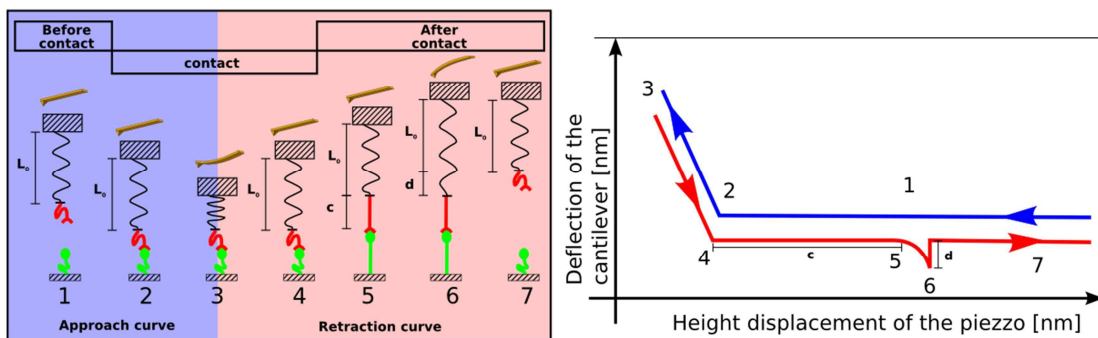 Before
contact
contact
After
contact
L₀
L₀
L₀
L₀
c
L₀
d
L₀
1
2
3
4
5
6
7
Approach curve
Retraction curve
Deflection of the
cantilever [nm]
3
2
1
4
c
5
d
6
7
Height displacement of the piezzo [nm]